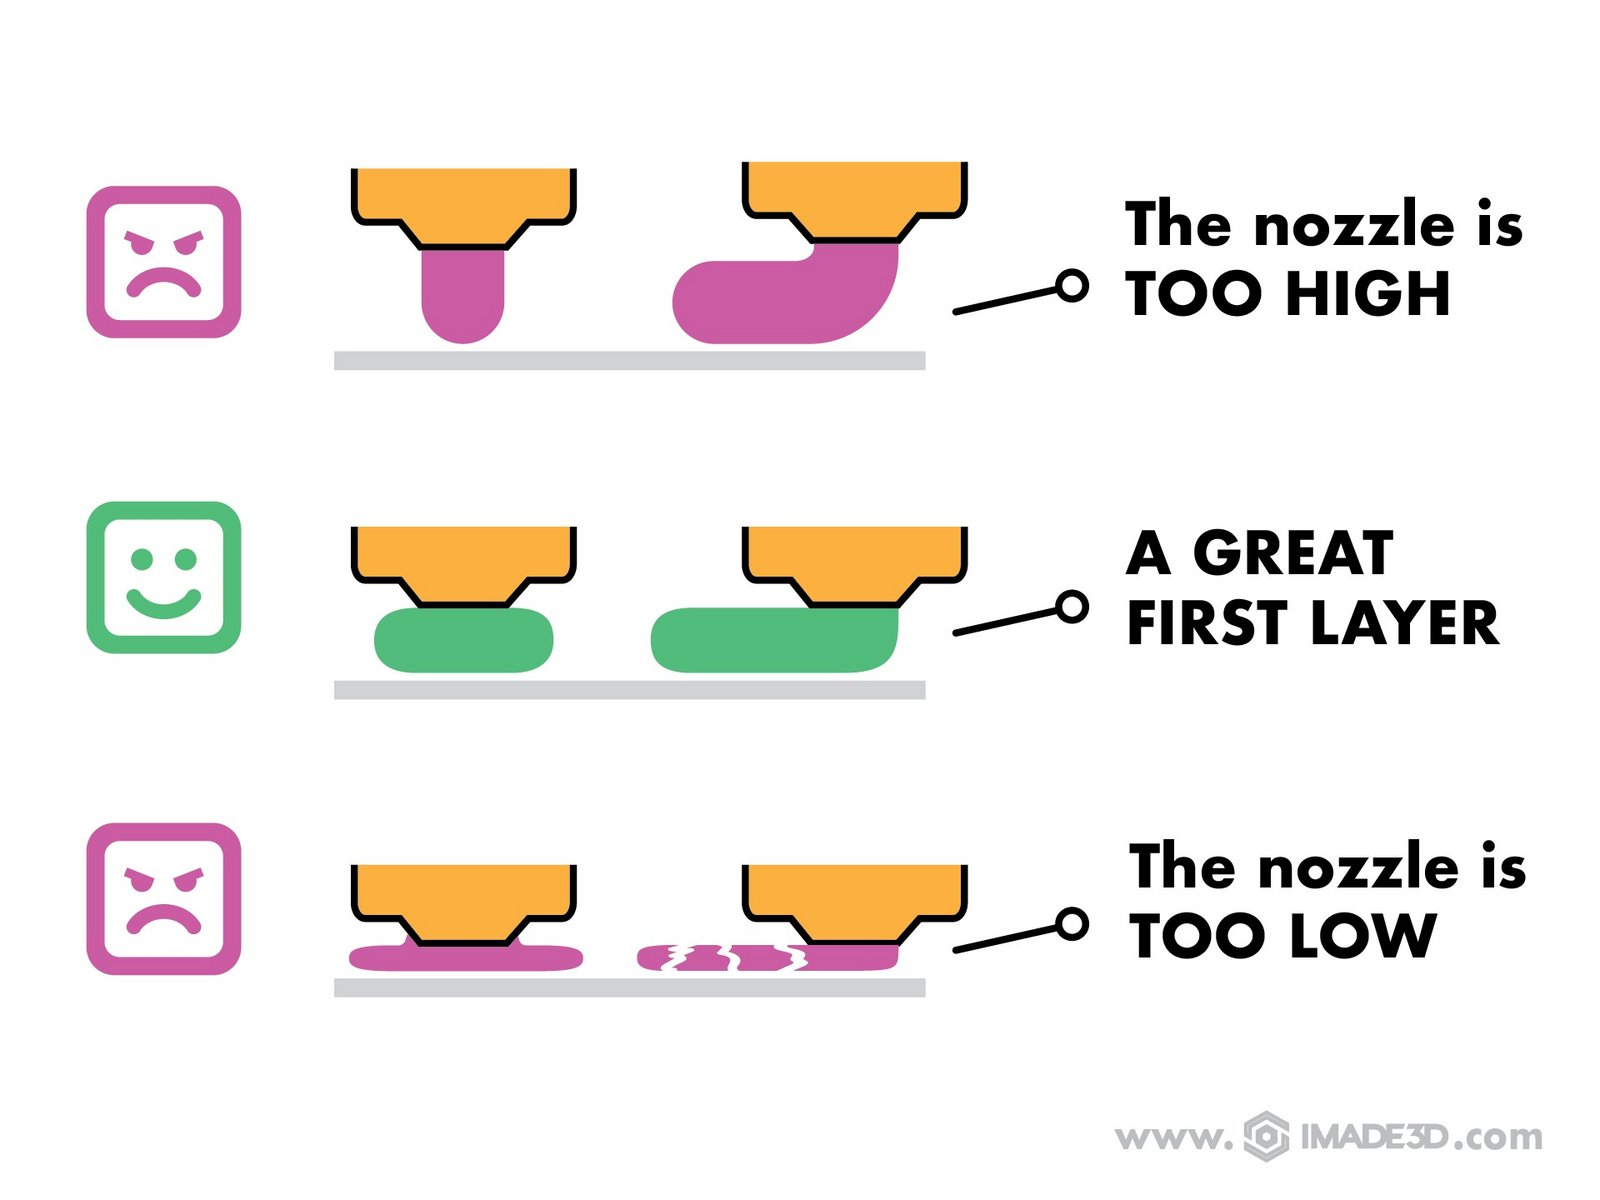 The nozzle is
TOO HIGH
A GREAT
FIRST LAYER
The nozzle is
TOO LOW
www.IMADE3D.com